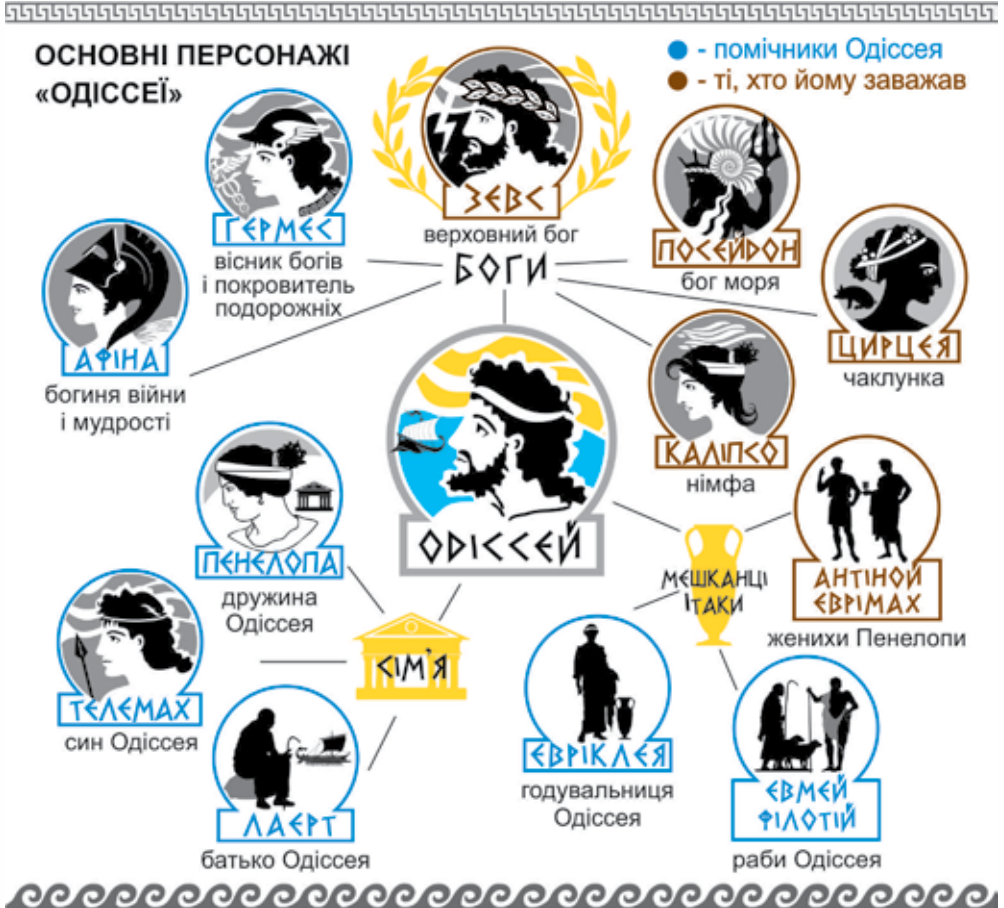 ОСНОВНІ ПЕРСОНАЖІ
«ОДІССЕЇ»
- помічники Одіссея
- ті, хто йому заважав
ЗЕВС
верховний бог
БОГИ
ГЕРМЕС
вісник богів
і покровитель
подорожніх
ПОСЕЙДОН
бог моря
АФІНА
богиня війни
і мудрості
ЦИРЦЕЯ
чаклунка
КАЛІПСО
німфа
ОДІССЕЙ
ПЕНЕЛОПА
дружина
Одіссея
МЕШКАНЦІ
ІТАКИ
АНТІНОЙ
ЄВРІМАХ
женихи Пенелопи
СІМ'Я
ТЕЛЕМАХ
син Одіссея
ЛАЕРТ
батько Одіссея
ЕВРІКЛЕЯ
годувальниця
Одіссея
ЕВМЕЙ
ФІЛОТІЙ
раби Одіссея